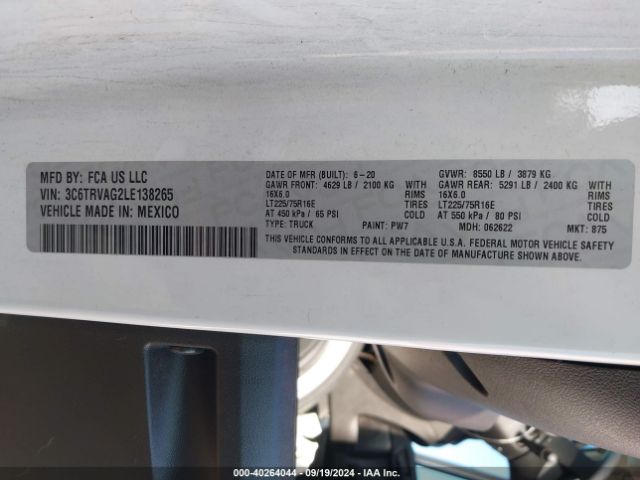 MFD BY: FCA US LLC
VIN: 3C6TRVAG2LE138265
VEHICLE MADE IN: MEXICO
DATE OF MFR (BUILT): 6-20
GVWR: 8550 LB / 3879 KG
GAWR FRONT: 4629 LB / 2100 KG WITH
16X6.0 RIMS
LT225/75R16E TIRES
AT 450 kPa / 65 PSI COLD
GAWR REAR: 5291 LB / 2400 KG WITH
16X6.0 RIMS
LT225/75R16E TIRES
AT 550 kPa / 80 PSI COLD
TYPE: TRUCK PAINT: PW7 MDH: 062622 MKT: 875
THIS VEHICLE CONFORMS TO ALL APPLICABLE U.S.A. FEDERAL MOTOR VEHICLE SAFETY
STANDARDS IN EFFECT ON THE DATE OF MANUFACTURE SHOWN ABOVE.
000-40264044 - 09/19/2024 - IAA Inc.